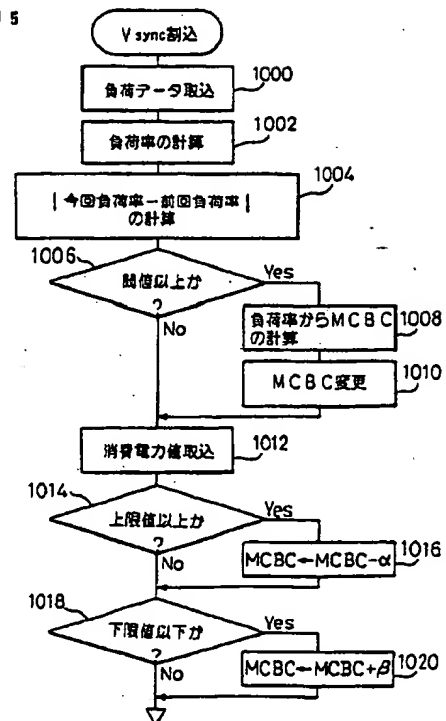 5
V sync割込
1000
負荷データ取込
1002
負荷率の計算
1004
|今回負荷率-前回負荷率|
の計算
1006
閾値以上か
?
Yes
No
負荷率からMCBC
の計算
1008
MCBC変更
1010
消費電力値取込
1012
1014
上限値以上か
?
Yes
No
MCBC←MCBC-α
1016
1018
下限値以下か
?
Yes
No
MCBC←MCBC+β
1020